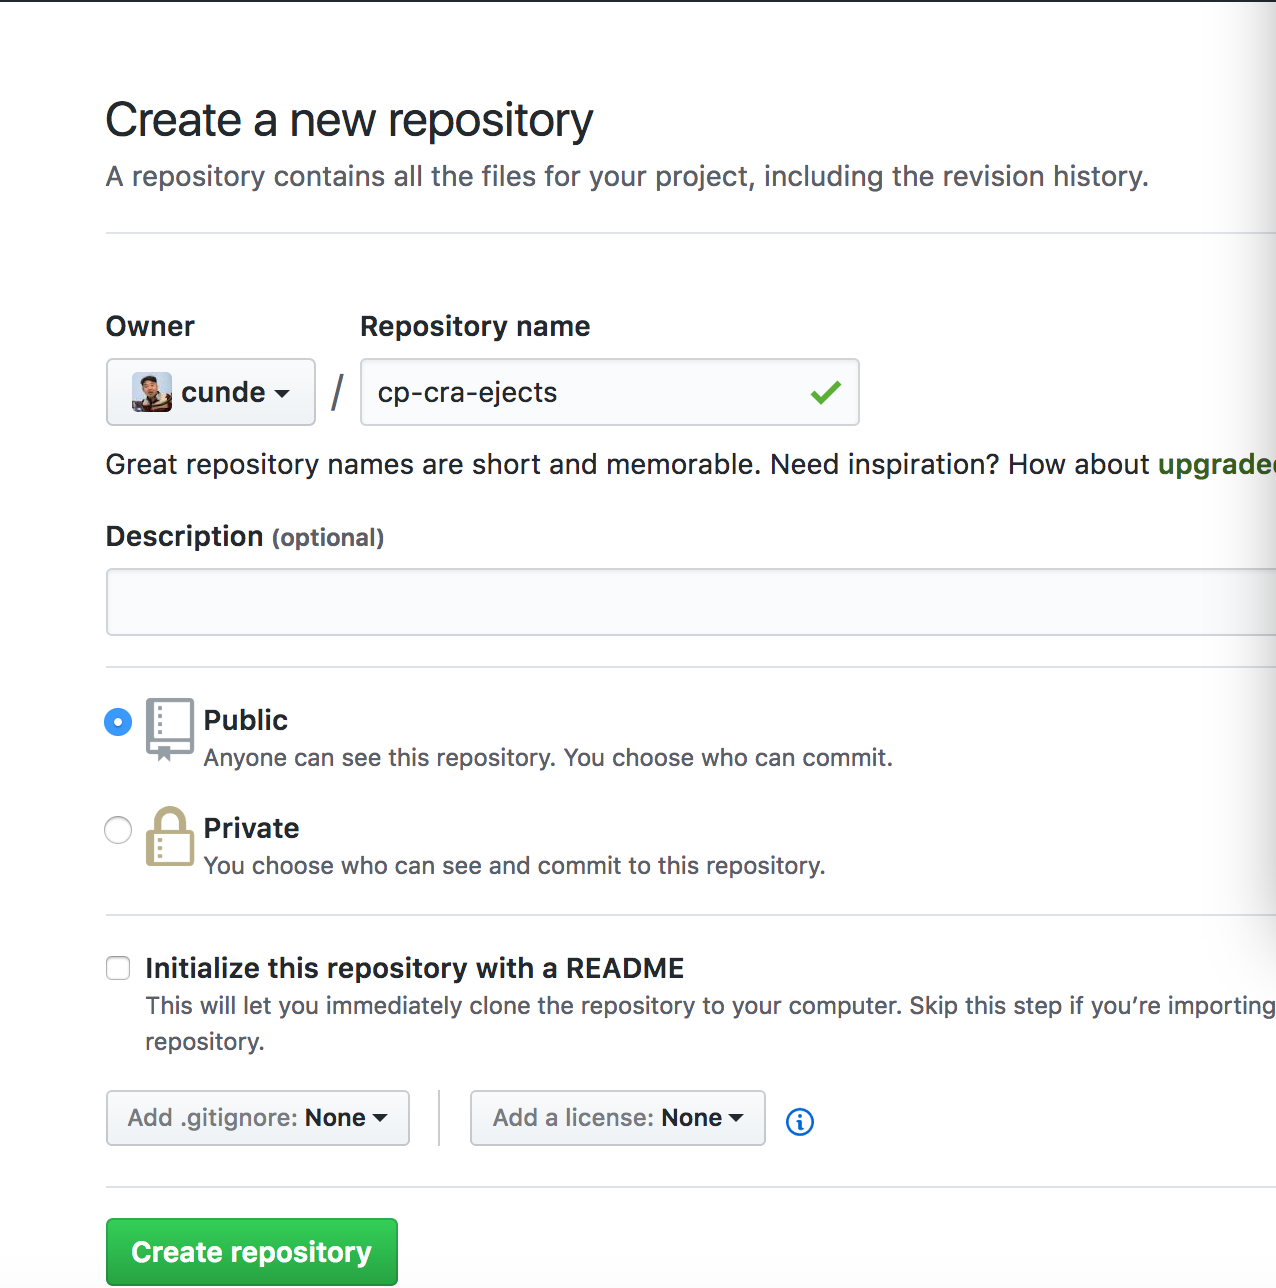 Create a new repository
A repository contains all the files for your project, including the revision history.
Owner
Repository name
cunde
/
cp-cra-ejects
Great repository names are short and memorable. Need inspiration? How about
Description (optional)
Public
Anyone can see this repository. You choose who can commit.
Private
You choose who can see and commit to this repository.
Initialize this repository with a README
This will let you immediately clone the repository to your computer. Skip this step if you’re importing
repository.
Add .gitignore: None
Add a license: None
Create repository